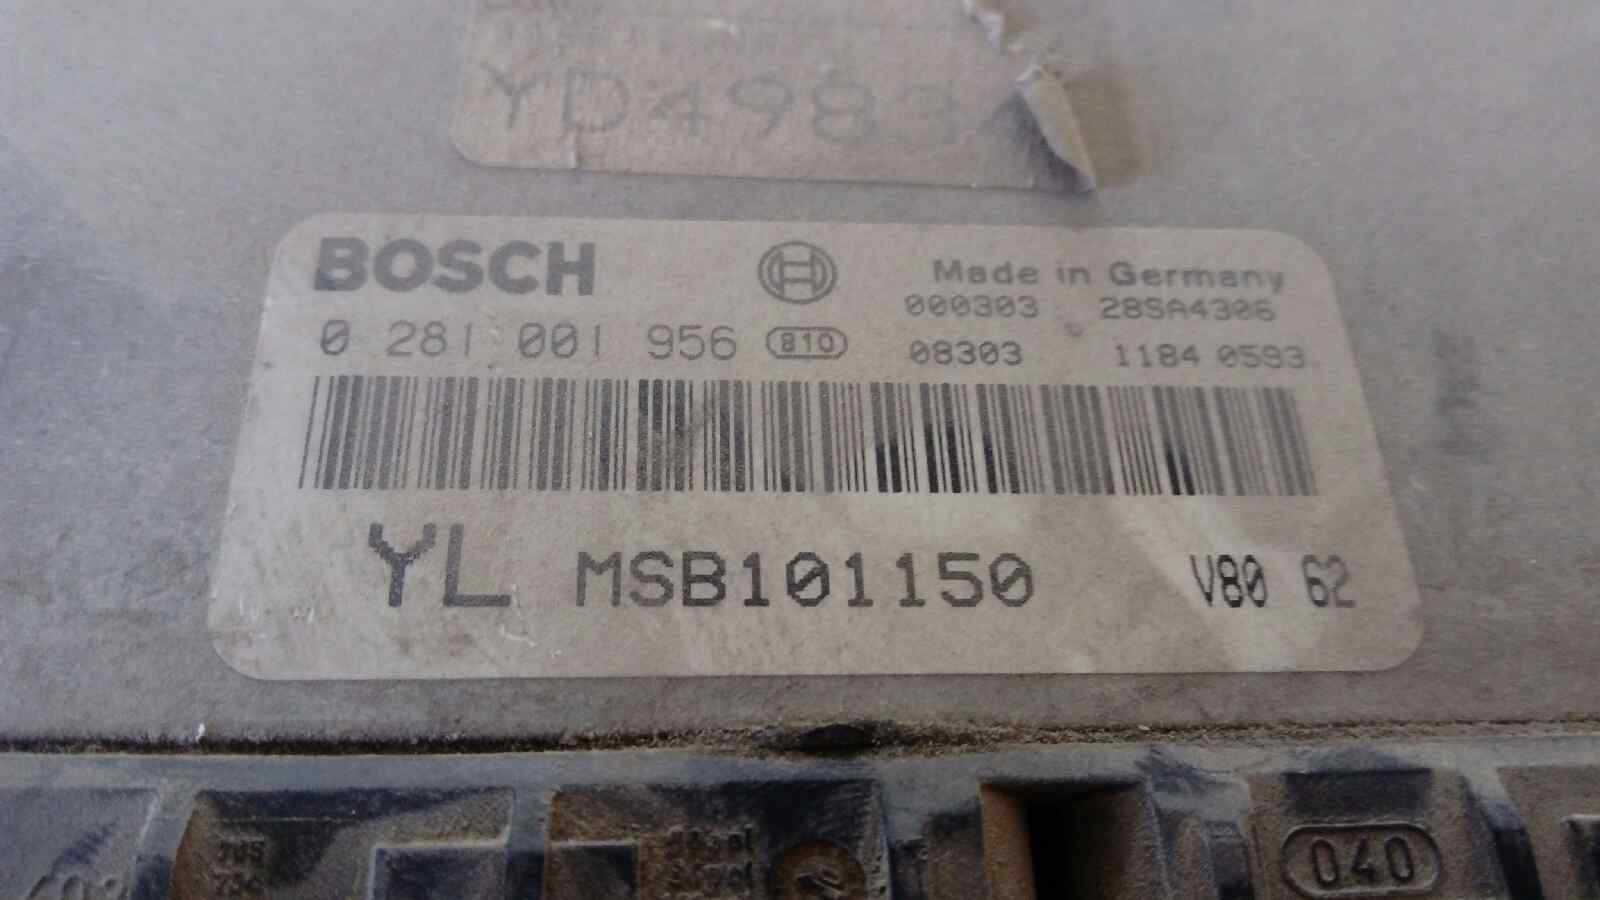 YD4983
BOSCH Made in Germany
000303 28SA4306
0 281 001 956 810 08303 1184 0593
YL MSB101150 V80 62
040